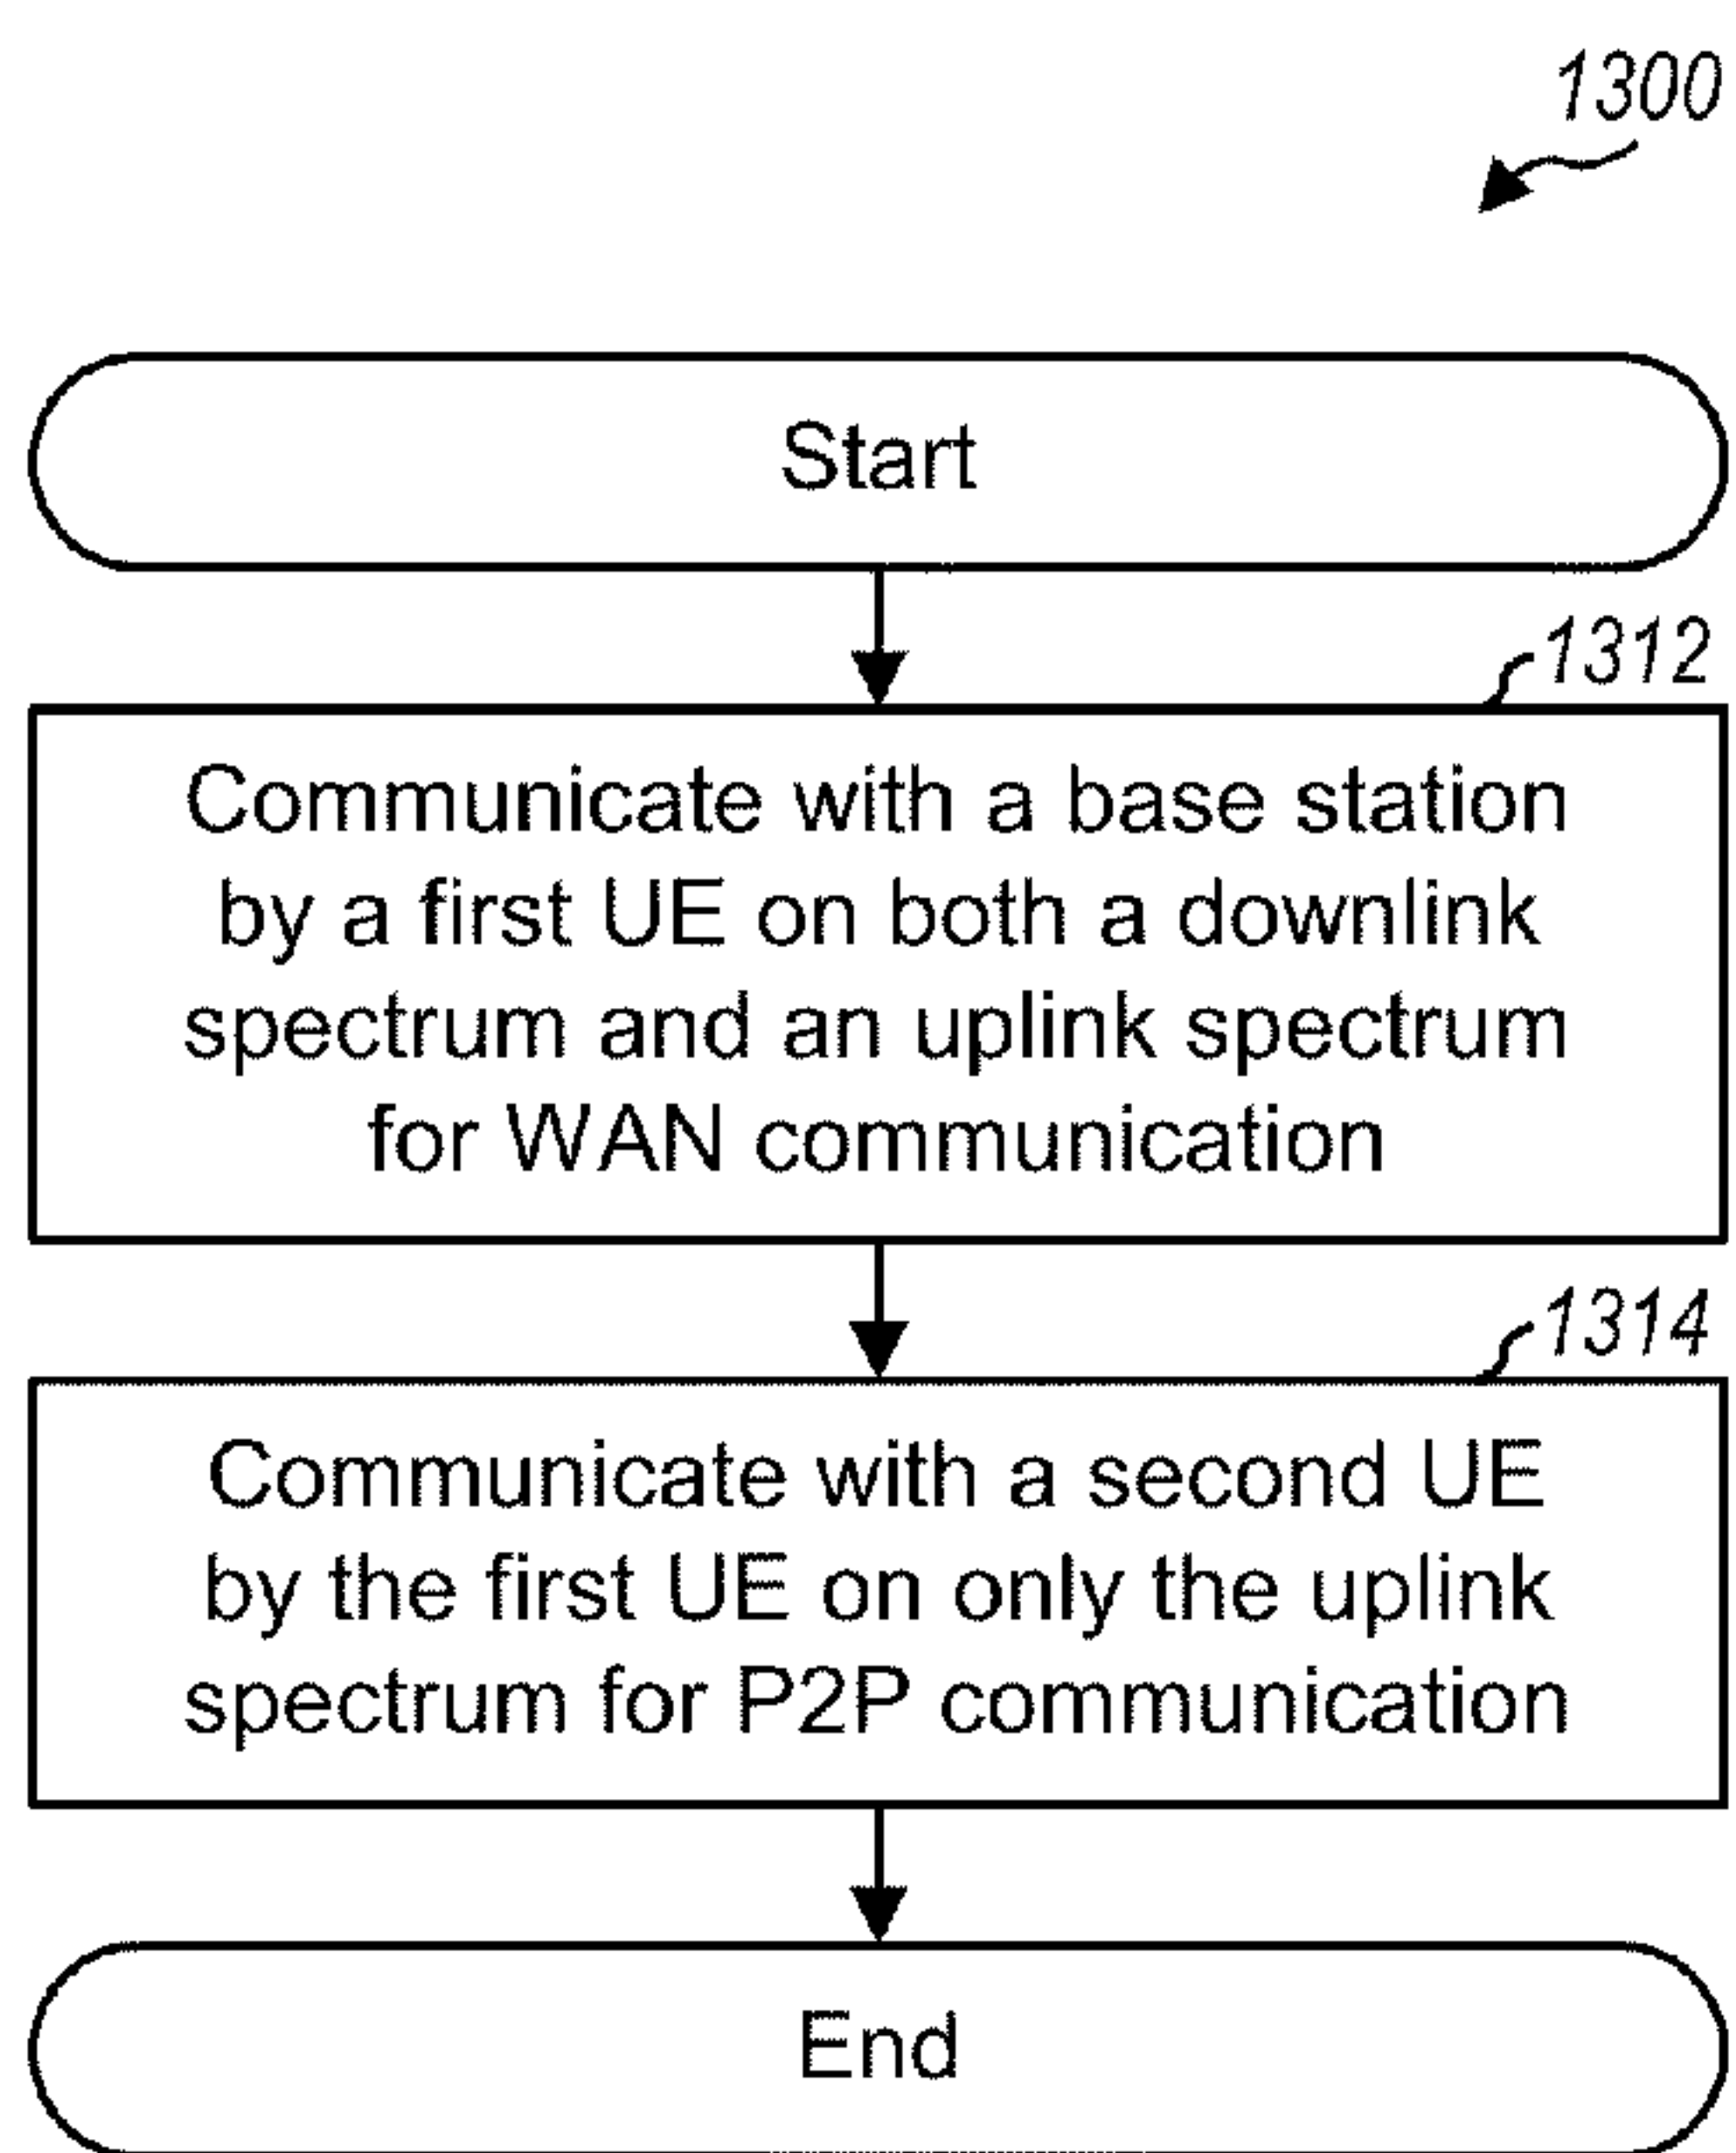 1300
Start
1312
Communicate with a base station
by a first UE on both a downlink
spectrum and an uplink spectrum
for WAN communication
1314
Communicate with a second UE
by the first UE on only the uplink
spectrum for P2P communication
End